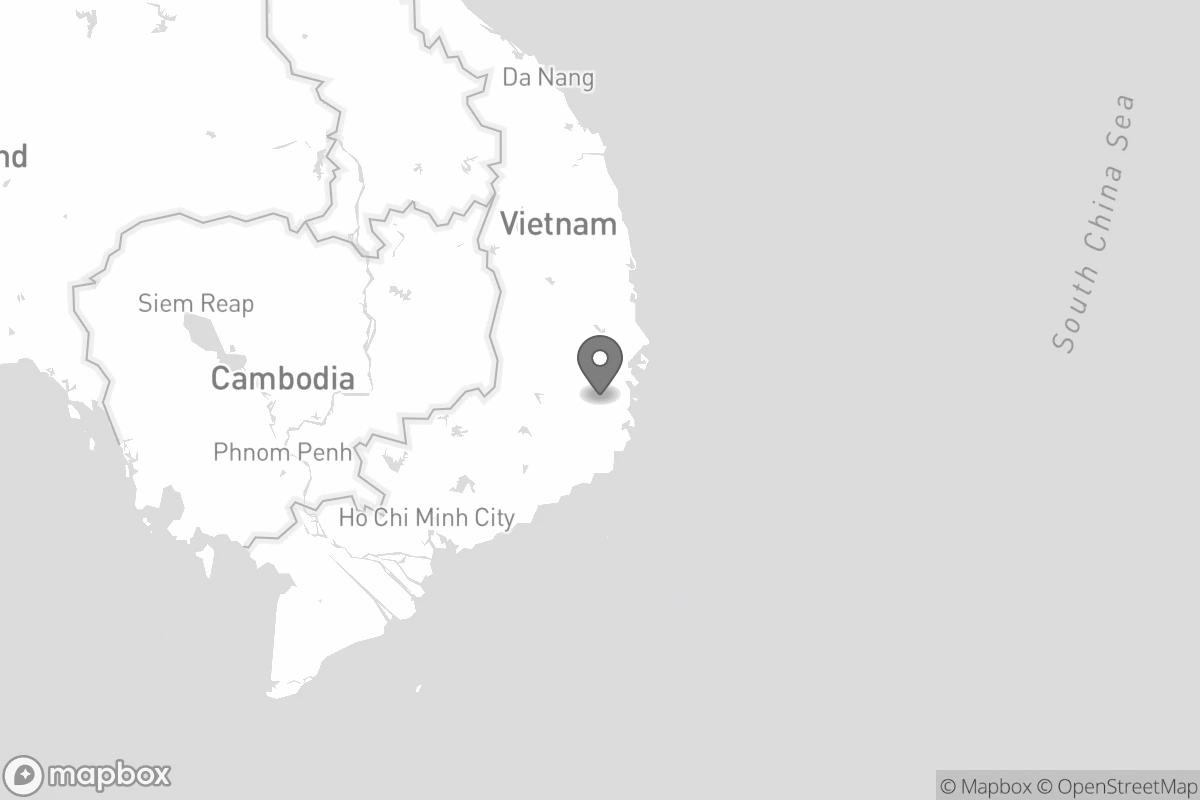 Da Nang
nd
South China Sea
Vietnam
Siem Reap
Cambodia
Phnom Penh
Ho Chi Minh City
mapbox
© Mapbox © OpenStreetMap